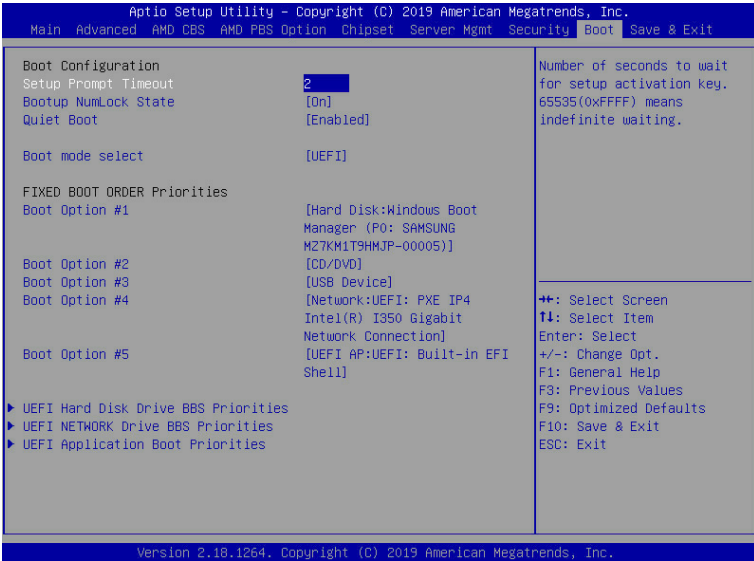 Aptio Setup Utility – Copyright (C) 2019 American Megatrends, Inc.
Main Advanced AMD CBS AMD PBS Option Chipset Server Mgmt Security Boot Save & Exit
Boot Configuration
Setup Prompt Timeout 2
Bootup NumLock State [On]
Quiet Boot [Enabled]
Boot mode select [UEFI]
FIXED BOOT ORDER Priorities
Boot Option #1 [Hard Disk:Windows Boot
Manager (P0: SAMSUNG
MZ7KM1T9HMJP-00005)]
Boot Option #2 [CD/DVD]
Boot Option #3 [USB Device]
Boot Option #4 [Network:UEFI: PXE IP4
Intel(R) I350 Gigabit
Network Connection]
Boot Option #5 [UEFI AP:UEFI: Built-in EFI
Shell]
UEFI Hard Disk Drive BBS Priorities
UEFI NETWORK Drive BBS Priorities
UEFI Application Boot Priorities
Number of seconds to wait
for setup activation key.
65535(0xFFFF) means
indefinite waiting.
→←: Select Screen
↑↓: Select Item
Enter: Select
+/-: Change Opt.
F1: General Help
F3: Previous Values
F9: Optimized Defaults
F10: Save & Exit
ESC: Exit
Version 2.18.1264. Copyright (C) 2019 American Megatrends, Inc.